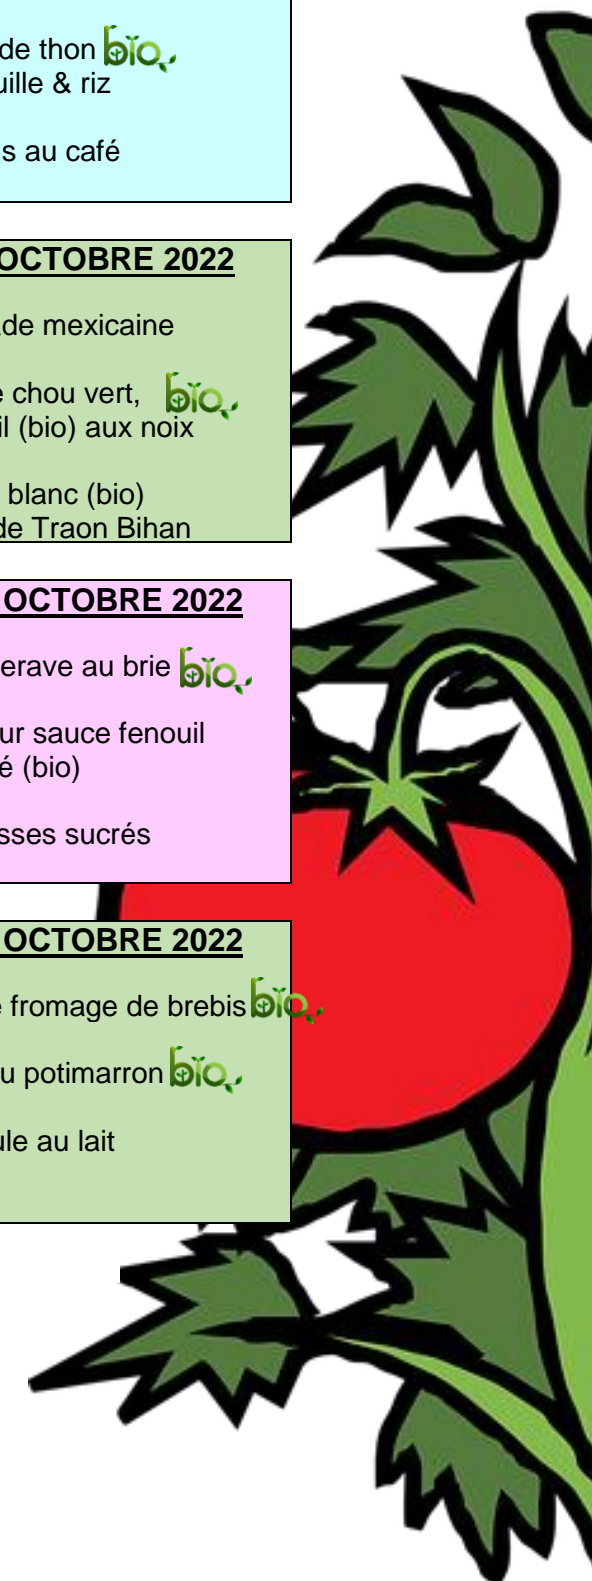 de thon bio
uille & riz
s au café
OCTOBRE 2022
de mexicaine
e chou vert, bio
il (bio) aux noix
blanc (bio)
de Traon Bihan
OCTOBRE 2022
erave au brie bio
ur sauce fenouil
é (bio)
sses sucrés
OCTOBRE 2022
e fromage de brebis bio
u potimarron bio
ule au lait